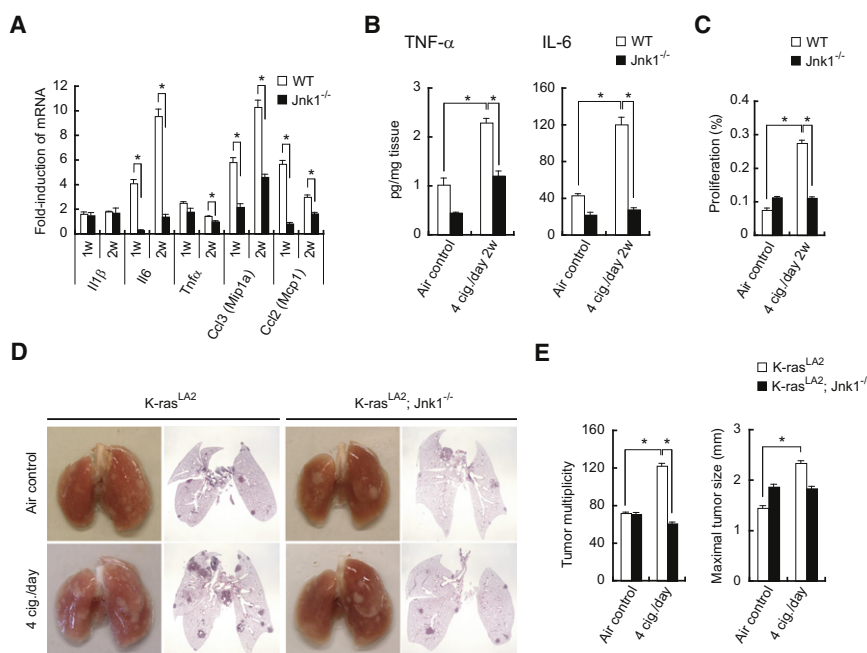 A
WT
Jnk1-/-
Fold-induction of mRNA
12
10
8
6
4
2
0
1w 2w 1w 2w 1w 2w 1w 2w 1w 2w
Il1β Il6 Tnfα Ccl3 (Mip1a) Ccl2 (Mcp1)
* * * * * * *
B
TNF-α IL-6
WT
Jnk1-/-
pg/mg tissue
4
3
2
1
0
* *
Air control 4 cig./day 2w
160
120
80
40
0
* *
Air control 4 cig./day 2w
C
WT
Jnk1-/-
Proliferation (%)
0.4
0.3
0.2
0.1
0
* *
Air control 4 cig./day 2w
D
K-rasLA2 K-rasLA2; Jnk1-/-
Air control
4 cig./day
E
K-rasLA2
K-rasLA2; Jnk1-/
Tumor multiplicity
160
120
80
40
0
* *
Air control 4 cig./day
Maximal tumor size (mm)
3
2
1
0
*
Air control 4 cig./day